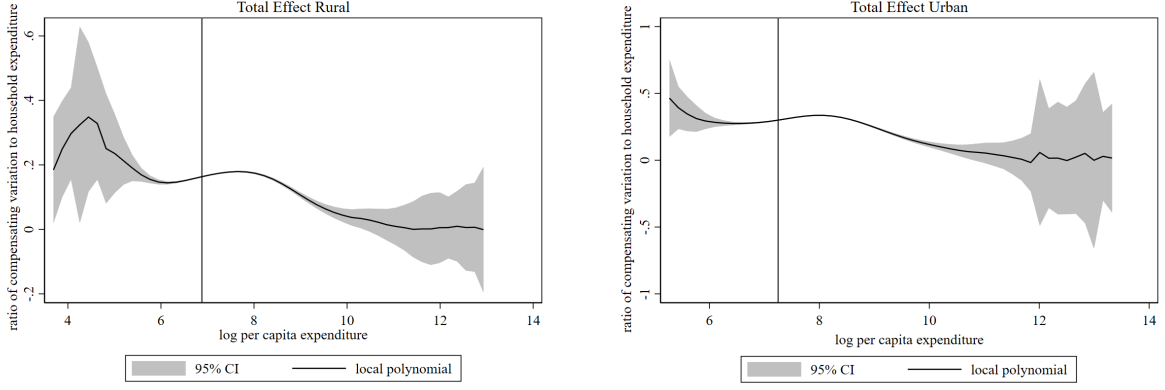 Total Effect Rural
ratio of compensating variation to household expenditure
.6
.4
.2
0
-.2
4 6 8 10 12 14
log per capita expenditure
95% CI local polynomial
Total Effect Urban
ratio of compensating variation to household expenditure
1
.5
0
-.5
-1
6 8 10 12 14
log per capita expenditure
95% CI local polynomial